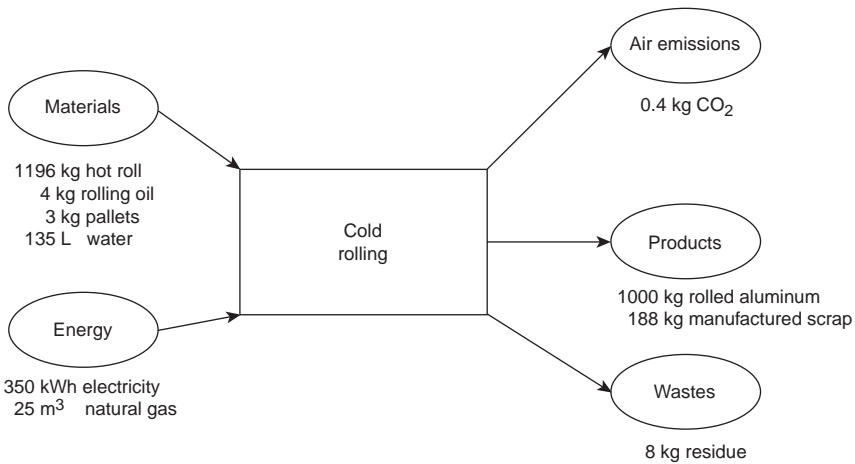 Air emissions
0.4 kg CO2
Materials
1196 kg hot roll
4 kg rolling oil
3 kg pallets
135 L water
Cold
rolling
Products
1000 kg rolled aluminum
188 kg manufactured scrap
Energy
350 kWh electricity
25 m3 natural gas
Wastes
8 kg residue